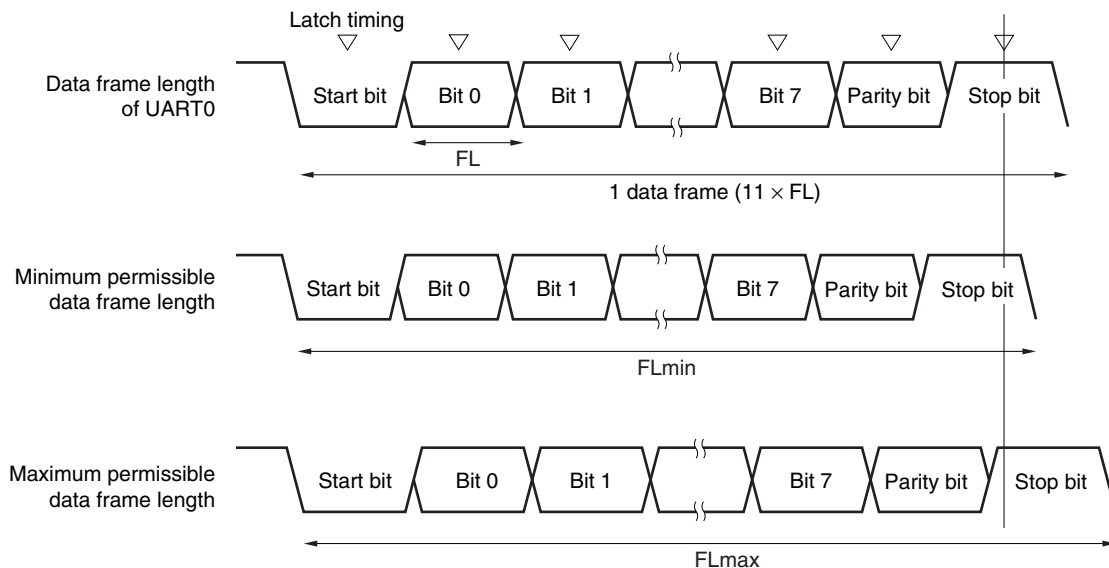 Latch timing
Data frame length
of UART0
Start bit
Bit 0
Bit 1
Bit 7
Parity bit
Stop bit
FL
1 data frame (11 × FL)
Minimum permissible
data frame length
Start bit
Bit 0
Bit 1
Bit 7
Parity bit
Stop bit
FLmin
Maximum permissible
data frame length
Start bit
Bit 0
Bit 1
Bit 7
Parity bit
Stop bit
FLmax